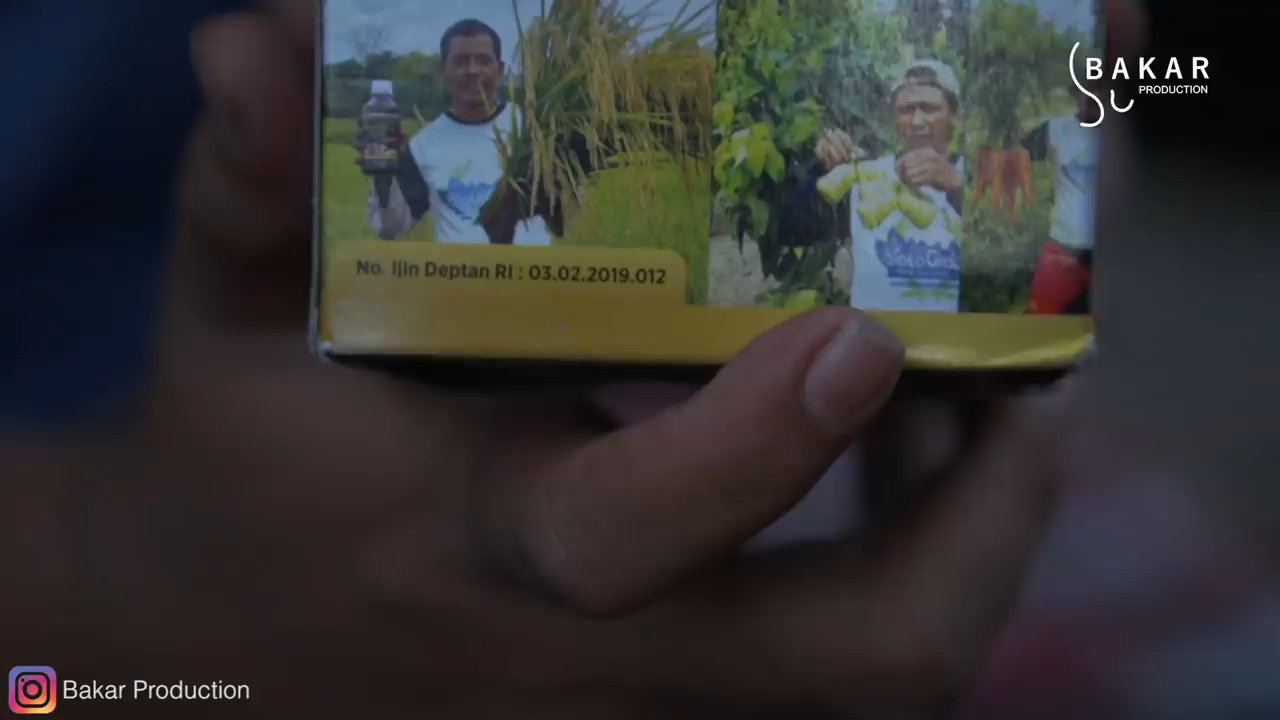 BAKAR
PRODUCTION
No. Ijin Deptan RI : 03.02.2019.012
Bakar Production